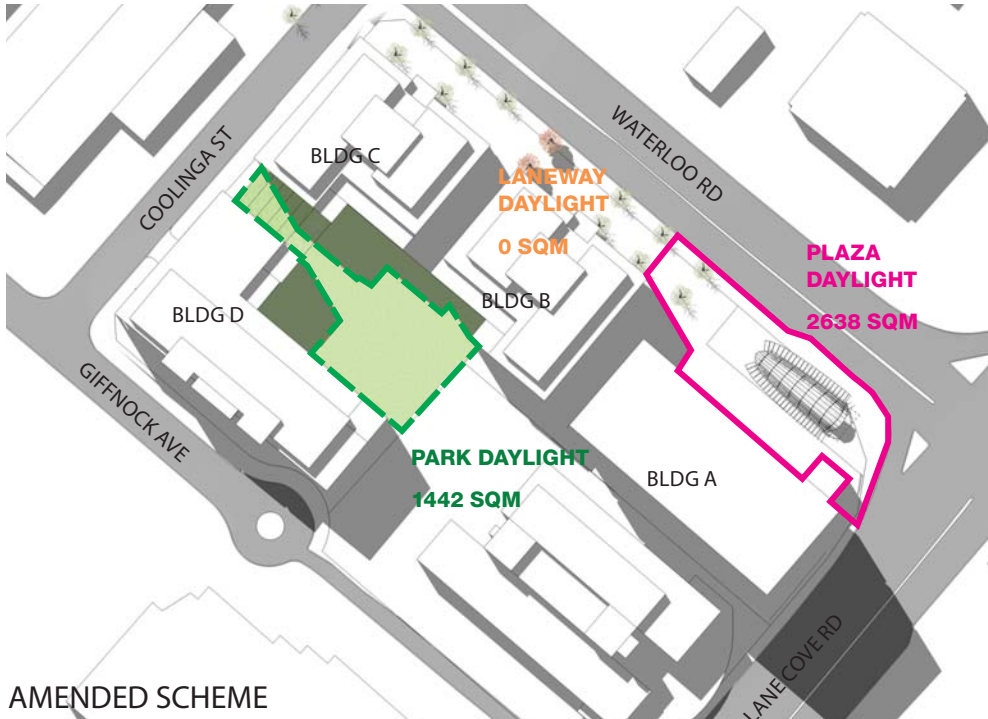 COOLINGA ST
BLDG C
WATERLOO RD
LANEWAY
DAYLIGHT
0 SQM
PLAZA
DAYLIGHT
2638 SQM
BLDG B
BLDG D
GIFFNOCK AVE
PARK DAYLIGHT
1442 SQM
BLDG A
LANE COVE RD
AMENDED SCHEME